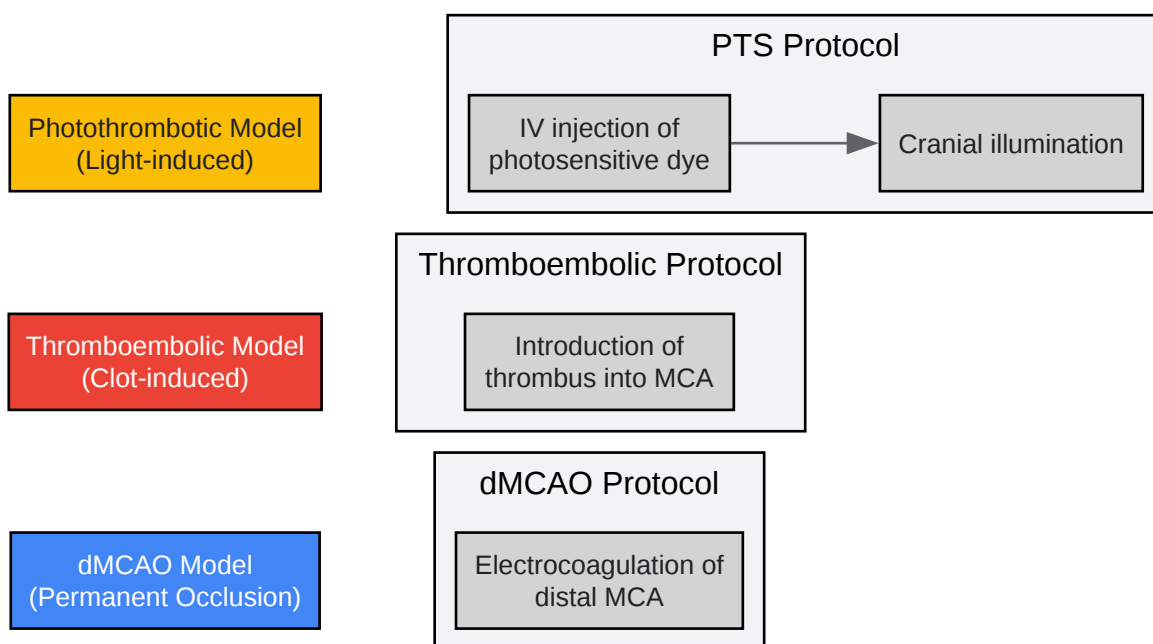 PTS Protocol
Photothrombotic Model
(Light-induced)
IV injection of
photosensitive dye
Cranial illumination
Thromboembolic Protocol
Thromboembolic Model
(Clot-induced)
Introduction of
thrombus into MCA
dMCAO Protocol
dMCAO Model
(Permanent Occlusion)
Electrocoagulation of
distal MCA